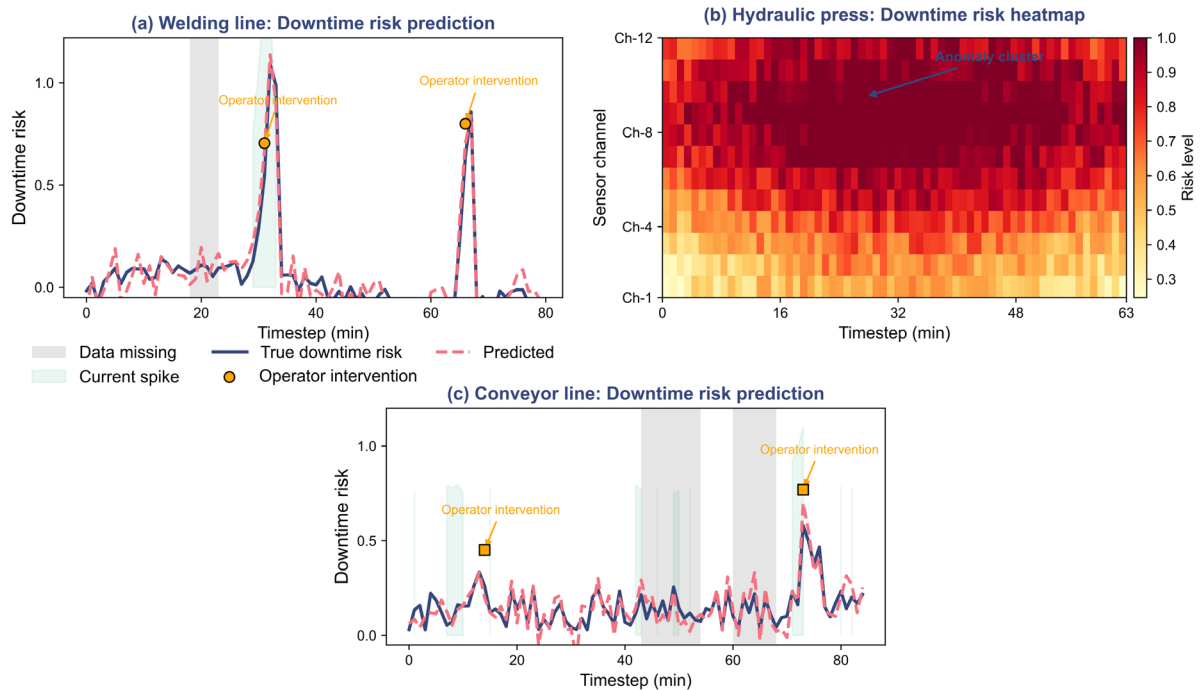 (a) Welding line: Downtime risk prediction
Downtime risk
1.0
0.5
0.0
Operator intervention
Operator intervention
0
20
40
60
80
Timestep (min)
(b) Hydraulic press: Downtime risk heatmap
Sensor channel
Ch-12
Ch-8
Ch-4
Ch-1
Anomaly cluster
0
16
32
48
63
Timestep (min)
1.0
0.9
0.8
0.7
0.6
0.5
0.4
0.3
Risk level
Data missing
True downtime risk
Predicted
Current spike
Operator intervention
(c) Conveyor line: Downtime risk prediction
Downtime risk
1.0
0.5
0.0
Operator intervention
Operator intervention
0
20
40
60
80
Timestep (min)